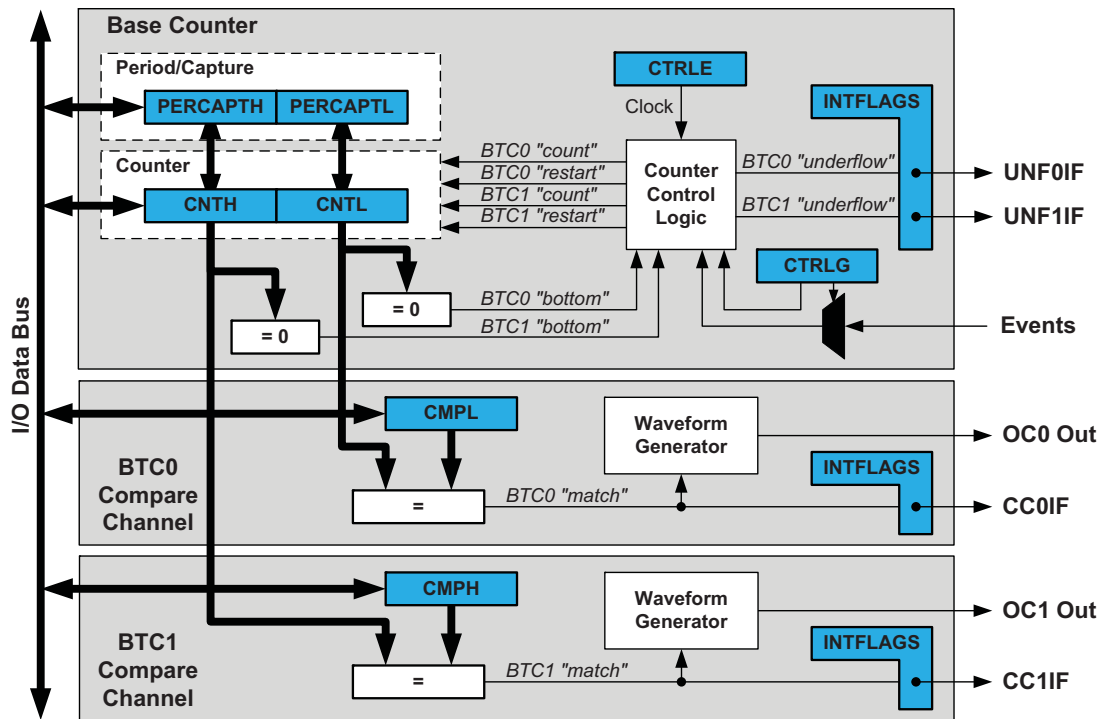 Base Counter
Period/Capture
PERCAPTH
PERCAPTL
Counter
CNTH
CNTL
CTRLE
Clock
Counter
Control
Logic
BTC0 "count"
BTC0 "restart"
BTC1 "count"
BTC1 "restart"
BTC0 "underflow"
BTC1 "underflow"
INTFLAGS
UNF0IF
UNF1IF
CTRLG
Events
= 0
BTC0 "bottom"
= 0
BTC1 "bottom"
I/O Data Bus
BTC0
Compare
Channel
CMPL
=
BTC0 "match"
Waveform
Generator
INTFLAGS
OC0 Out
CC0IF
BTC1
Compare
Channel
CMPH
=
BTC1 "match"
Waveform
Generator
INTFLAGS
OC1 Out
CC1IF